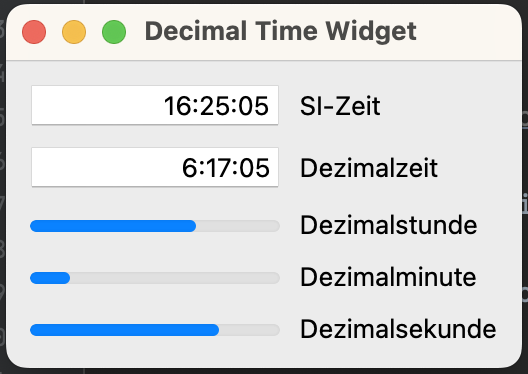 Decimal Time Widget
16:25:05 SI-Zeit
6:17:05 Dezimalzeit
Dezimalstunde
Dezimalminute
Dezimalsekunde